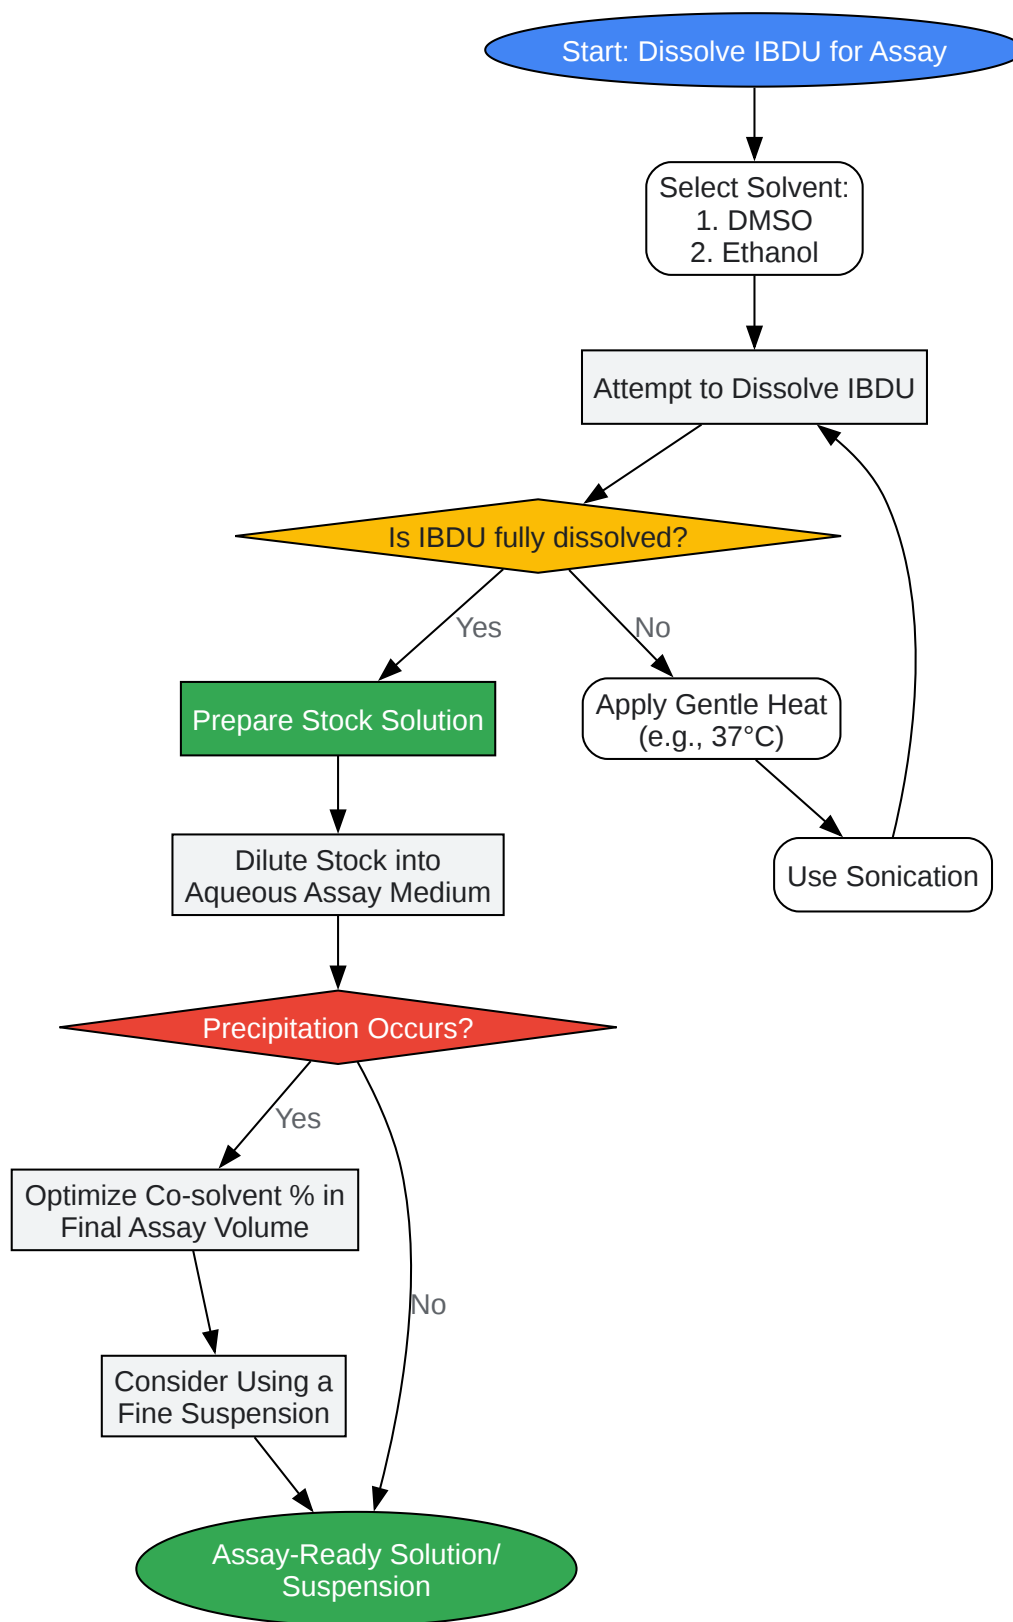 Start: Dissolve IBDU for Assay
Select Solvent:
1. DMSO
2. Ethanol
Attempt to Dissolve IBDU
Is IBDU fully dissolved?
Yes
No
Prepare Stock Solution
Apply Gentle Heat
(e.g., 37°C)
Dilute Stock into
Aqueous Assay Medium
Use Sonication
Precipitation Occurs?
Yes
Optimize Co-solvent % in
Final Assay Volume
No
Consider Using a
Fine Suspension
Assay-Ready Solution/
Suspension